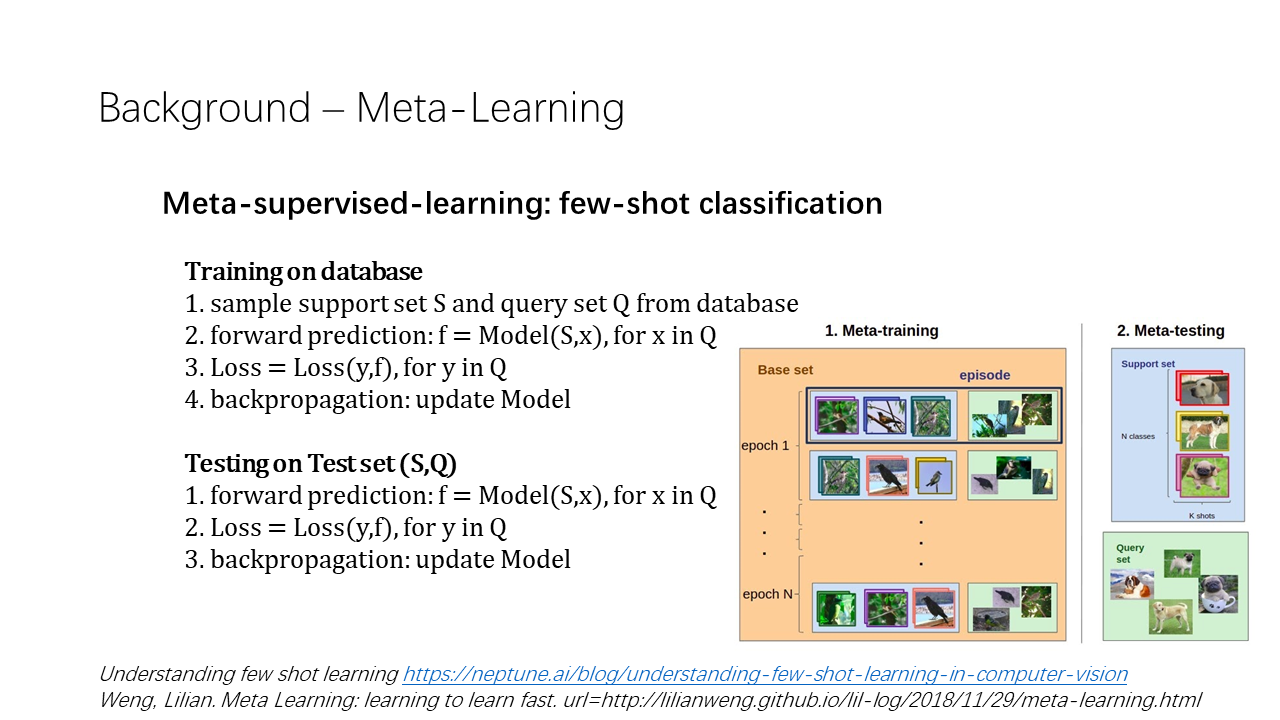 Background – Meta-Learning
Meta-supervised-learning: few-shot classification
Training on database
1. sample support set S and query set Q from database
2. forward prediction: f = Model(S,x), for x in Q
3. Loss = Loss(y,f), for y in Q
4. backpropagation: update Model
Testing on Test set (S,Q)
1. forward prediction: f = Model(S,x), for x in Q
2. Loss = Loss(y,f), for y in Q
3. backpropagation: update Model
1. Meta-training
Base set
episode
epoch 1
epoch N
2. Meta-testing
Support set
N classes
K shots
Query
set
Understanding few shot learning https://neptune.ai/blog/understanding-few-shot-learning-in-computer-vision
Weng, Lilian. Meta Learning: learning to learn fast. url=http://lilianweng.github.io/lil-log/2018/11/29/meta-learning.html